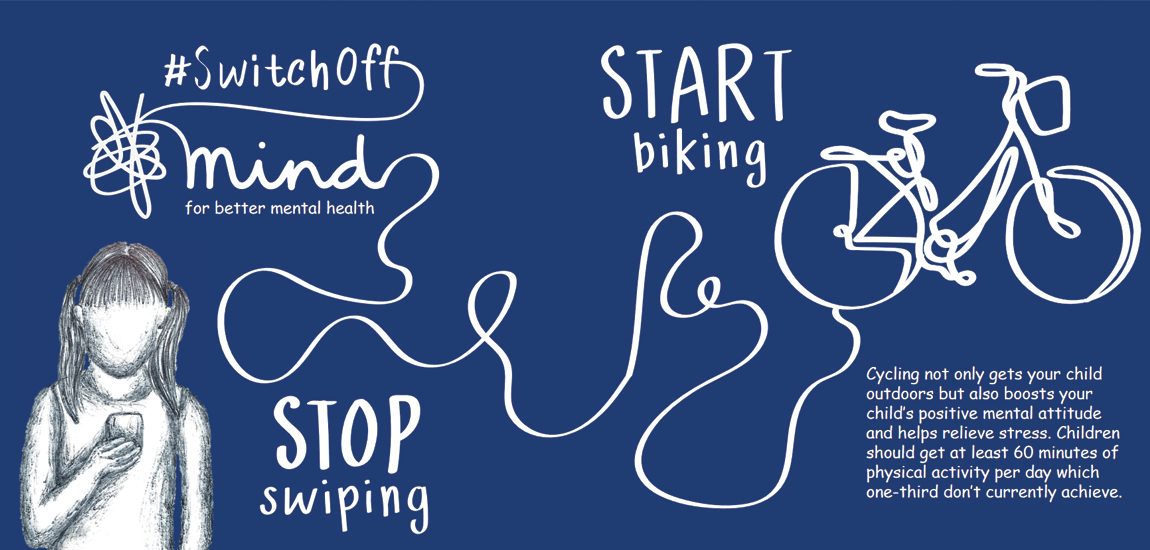 #SwitchOff
mind
for better mental health
STOP
swiping
START
biking
Cycling not only gets your child
outdoors but also boosts your
child's positive mental attitude
and helps relieve stress. Children
should get at least 60 minutes of
physical activity per day which
one-third don't currently achieve.